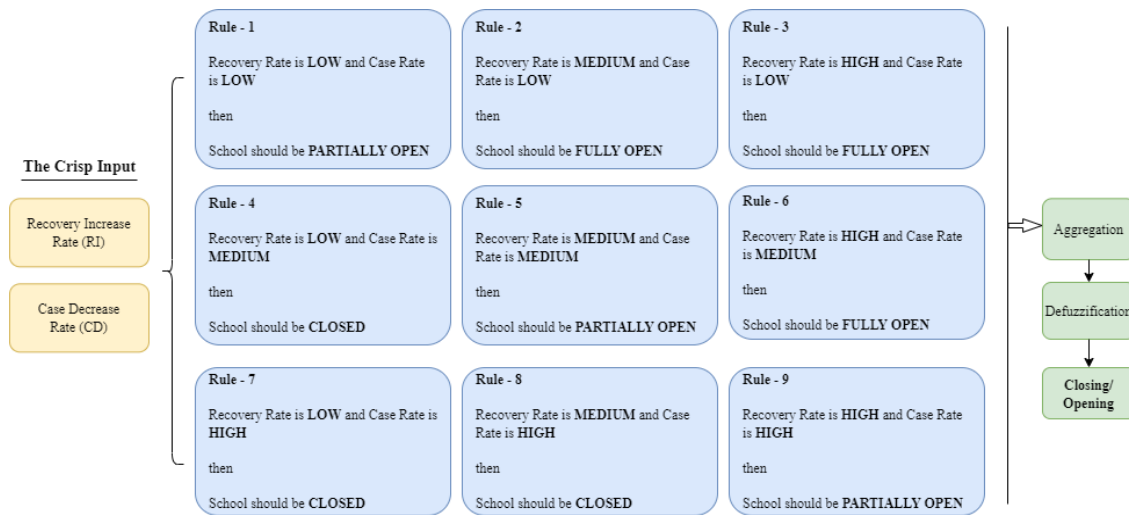 The Crisp Input
Recovery Increase
Rate (RI)
Case Decrease
Rate (CD)
Rule - 1
Recovery Rate is LOW and Case Rate
is LOW
then
School should be PARTIALLY OPEN
Rule - 2
Recovery Rate is MEDIUM and Case
Rate is LOW
then
School should be FULLY OPEN
Rule - 3
Recovery Rate is HIGH and Case Rate
is LOW
then
School should be FULLY OPEN
Rule - 4
Recovery Rate is LOW and Case Rate is
MEDIUM
then
School should be CLOSED
Rule - 5
Recovery Rate is MEDIUM and Case
Rate is MEDIUM
then
School should be PARTIALLY OPEN
Rule - 6
Recovery Rate is HIGH and Case Rate
is MEDIUM
then
School should be FULLY OPEN
Rule - 7
Recovery Rate is LOW and Case Rate is
HIGH
then
School should be CLOSED
Rule - 8
Recovery Rate is MEDIUM and Case
Rate is HIGH
then
School should be CLOSED
Rule - 9
Recovery Rate is HIGH and Case Rate
is HIGH
then
School should be PARTIALLY OPEN
Aggregation
Defuzzification
Closing/
Opening